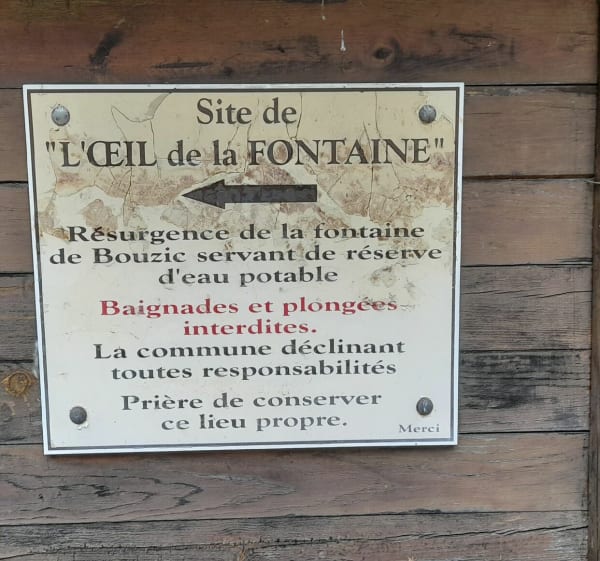 Site de
"L'ŒIL de la FONTAINE"
Résurgence de la fontaine
de Bouzic servant de réserve
d'eau potable
Baignades et plongées
interdites.
La commune déclinant
toutes responsabilités
Prière de conserver
ce lieu propre.
Merci